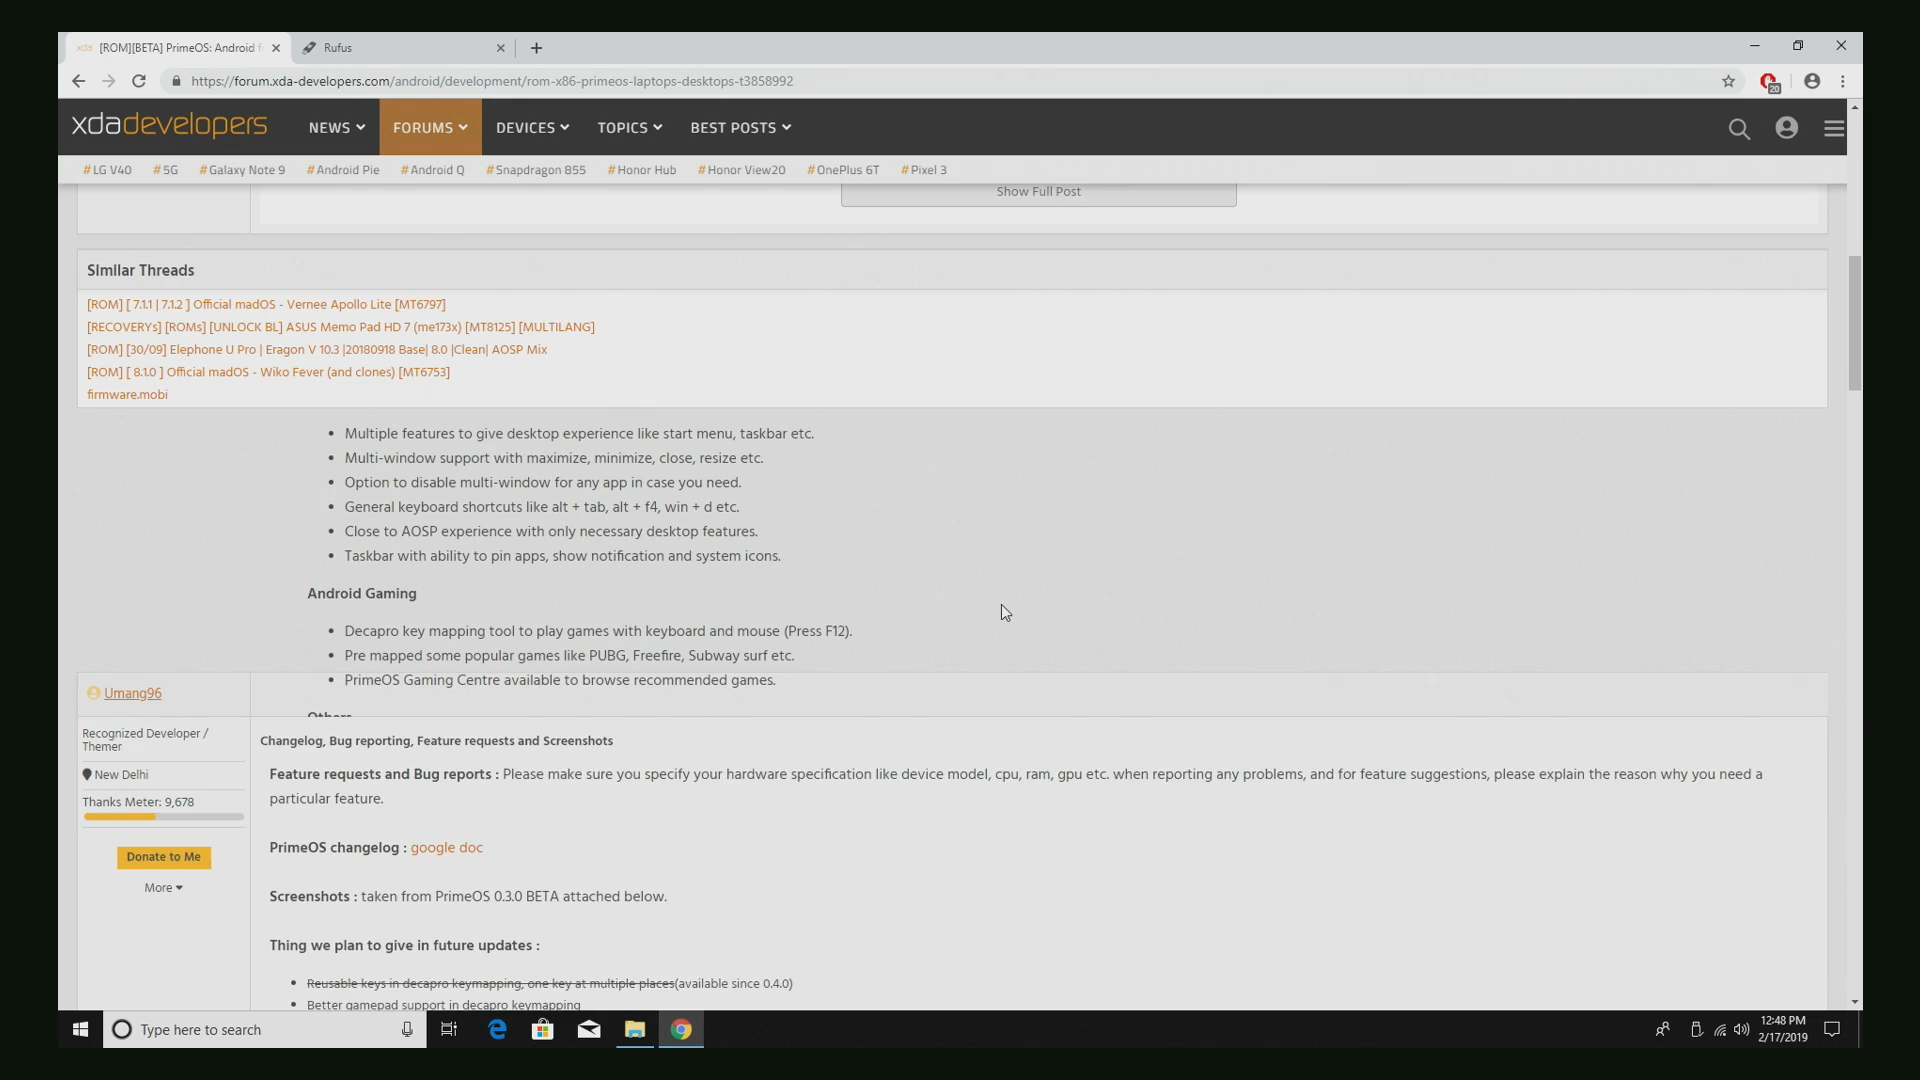 xda [ROM][BETA] PrimeOS: Android f
Rufus
https://forum.xda-developers.com/android/development/rom-x86-primeos-laptops-desktops-t3858992
20
xdadevelopers
NEWS FORUMS DEVICES TOPICS BEST POSTS
#LG V40 #5G #Galaxy Note 9 #Android Pie #Android Q #Snapdragon 855 #Honor Hub #Honor View20 #OnePlus 6T #Pixel 3
Show Full Post
Similar Threads
[ROM] [ 7.1.1 | 7.1.2 ] Official madOS - Vernee Apollo Lite [MT6797]
[RECOVERYs] [ROMs] [UNLOCK BL] ASUS Memo Pad HD 7 (me173x) [MT8125] [MULTILANG]
[ROM] [30/09] Elephone U Pro | Eragon V 10.3 |20180918 Base| 8.0 |Clean| AOSP Mix
[ROM] [ 8.1.0 ] Official madOS - Wiko Fever (and clones) [MT6753]
firmware.mobi
• Multiple features to give desktop experience like start menu, taskbar etc.
• Multi-window support with maximize, minimize, close, resize etc.
• Option to disable multi-window for any app in case you need.
• General keyboard shortcuts like alt + tab, alt + f4, win + d etc.
• Close to AOSP experience with only necessary desktop features.
• Taskbar with ability to pin apps, show notification and system icons.
Android Gaming
• Decapro key mapping tool to play games with keyboard and mouse (Press F12).
• Pre mapped some popular games like PUBG, Freefire, Subway surf etc.
• PrimeOS Gaming Centre available to browse recommended games.
Others
Umang96
Recognized Developer /
Themer
New Delhi
Thanks Meter: 9,678
Donate to Me
More
Changelog, Bug reporting, Feature requests and Screenshots
Feature requests and Bug reports : Please make sure you specify your hardware specification like device model, cpu, ram, gpu etc. when reporting any problems, and for feature suggestions, please explain the reason why you need a
particular feature.
PrimeOS changelog : google doc
Screenshots : taken from PrimeOS 0.3.0 BETA attached below.
Thing we plan to give in future updates :
• Reusable keys in decapro keymapping, one key at multiple places(available since 0.4.0)
• Better gamepad support in decapro keymapping
Type here to search
12:48 PM
2/17/2019